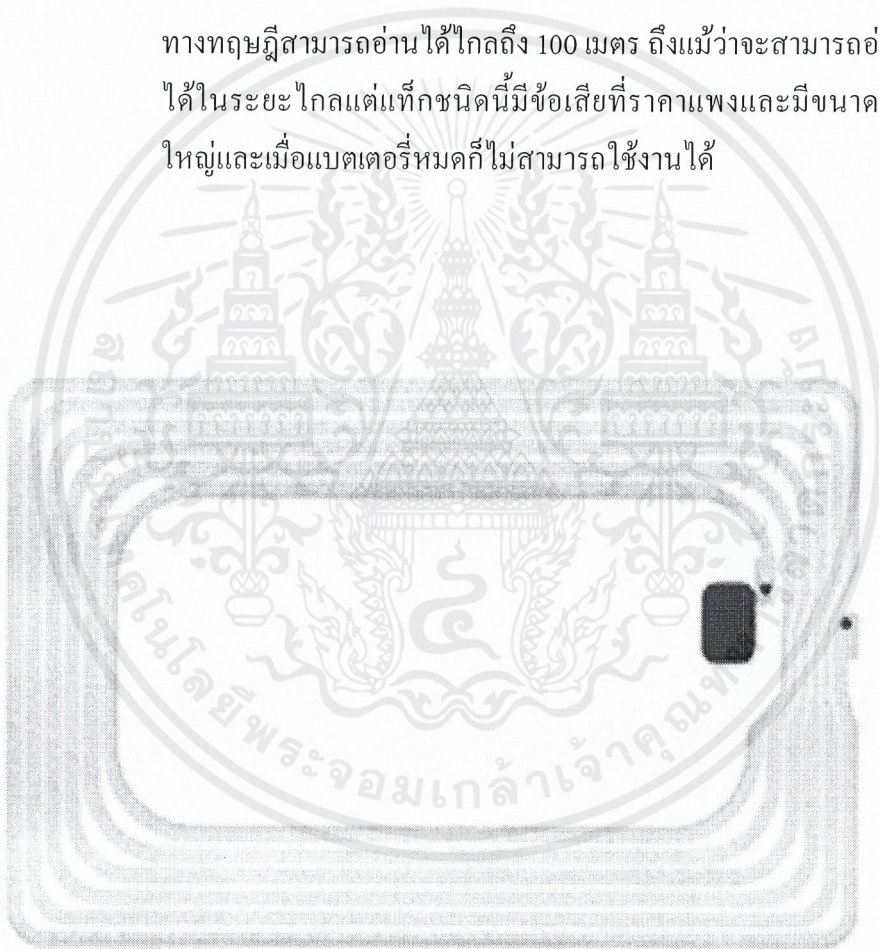 ทางทฤษฎีสามารถอ่านได้ไกลถึง 100 เมตร ถึงแม้ว่าจะสามารถอ่
ได้ในระยะไกลแต่แท็กชนิดนี้มีข้อเสียที่ราคาแพงและมีขนาด
ใหญ่และเมื่อแบตเตอรี่หมดก็ไม่สามารถใช้งานได้